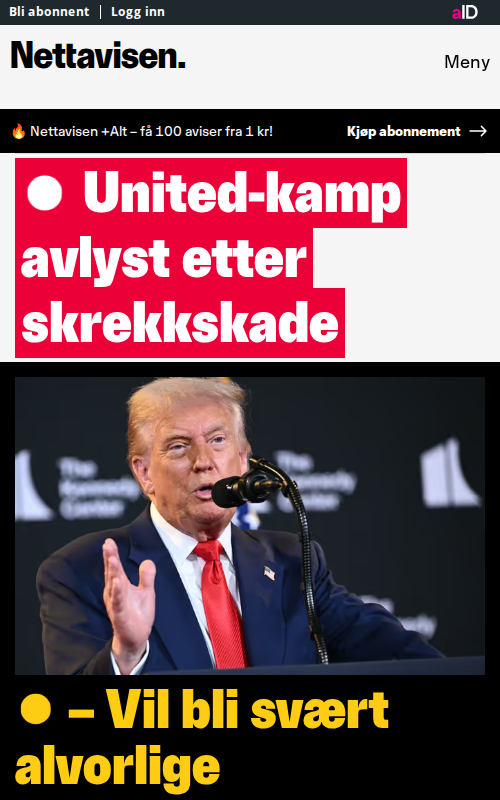 Bli abonnent | Logg inn
aID
Nettavisen.
Meny
🔥 Nettavisen +Alt – få 100 aviser fra 1 kr!
Kjøp abonnement →
● United-kamp
avlyst etter
skrekkskade
The
Kennedy
Center
The
Kennedy
Center
● – Vil bli svært
alvorlige